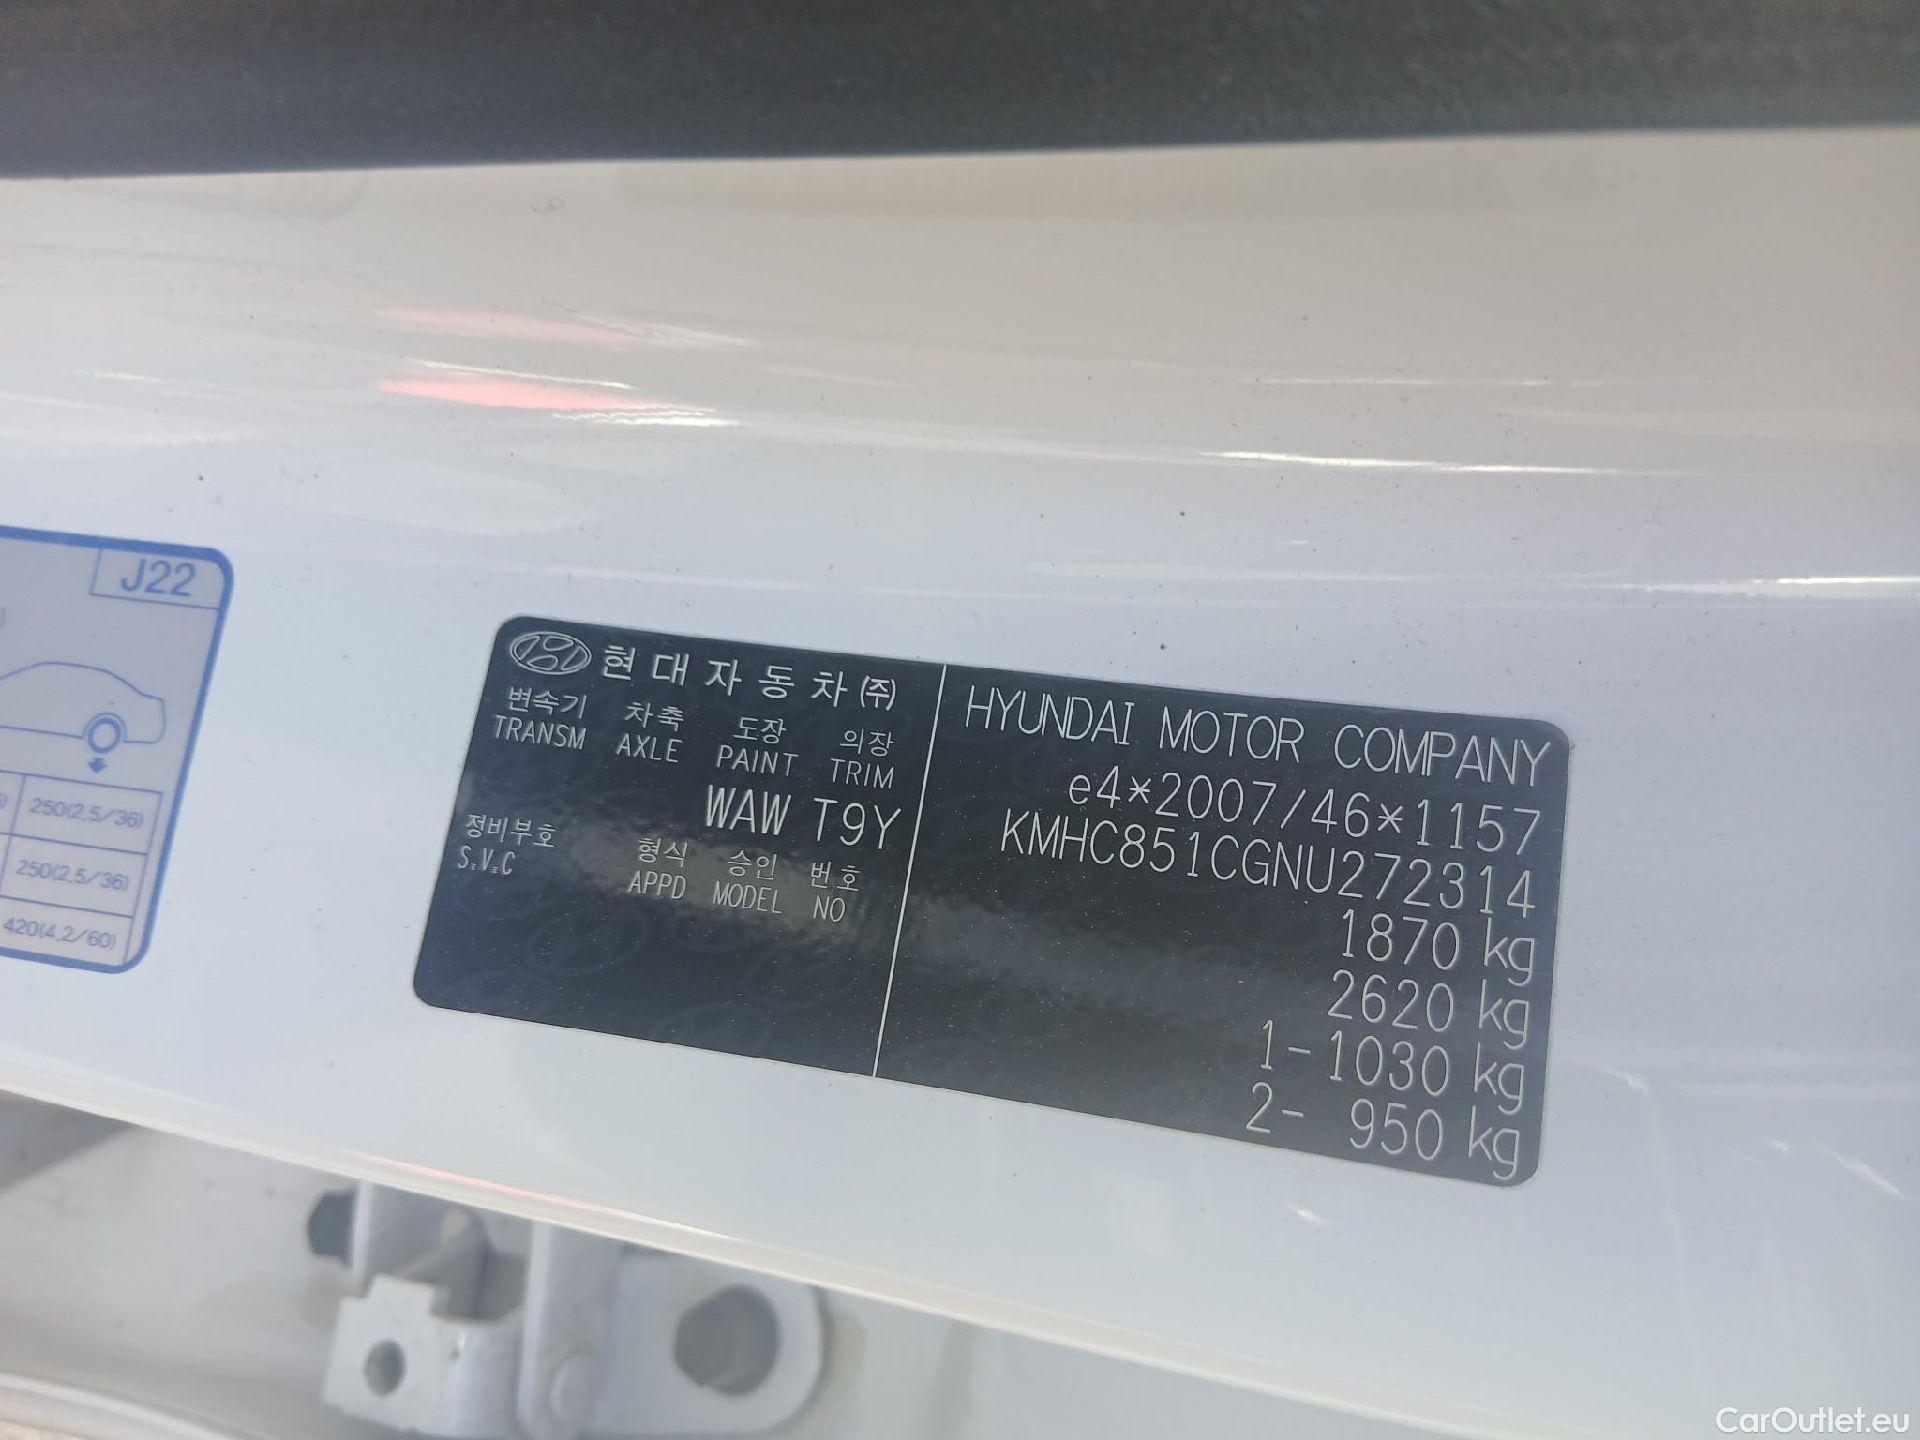 J22
250(2.5/36)
250(2.5/36)
420(4.2/60)
현대자동차(주)
변속기 차축 도장 의장
TRANSM AXLE PAINT TRIM
WAW T9Y
정비부호 형식 승인 번호
S.V.C APPD MODEL NO
HYUNDAI MOTOR COMPANY
e4*2007/46*1157
KMHC851CGNU272314
1870 kg
2620 kg
1-1030 kg
2- 950 kg
CarOutlet.eu